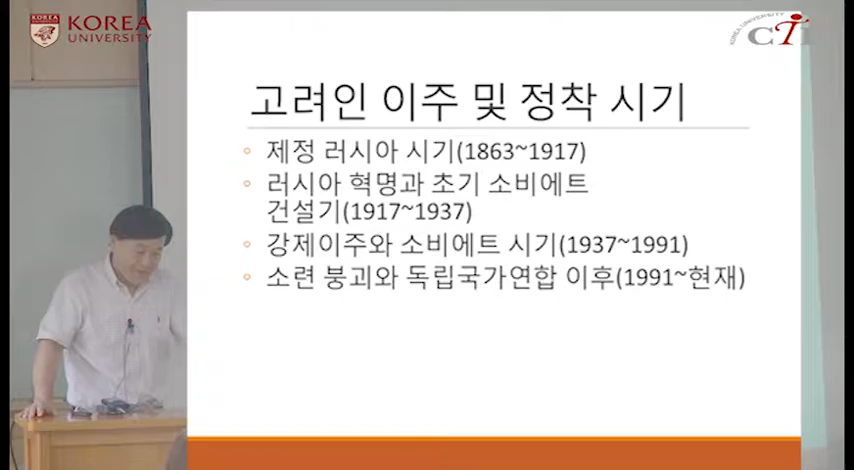 KOREA
UNIVERSITY
KOREA UNIVERSITY
CTi
고려인 이주 및 정착 시기
제정 러시아 시기(1863~1917)
러시아 혁명과 초기 소비에트
건설기(1917~1937)
강제이주와 소비에트 시기(1937~1991)
소련 붕괴와 독립국가연합 이후(1991~현재)